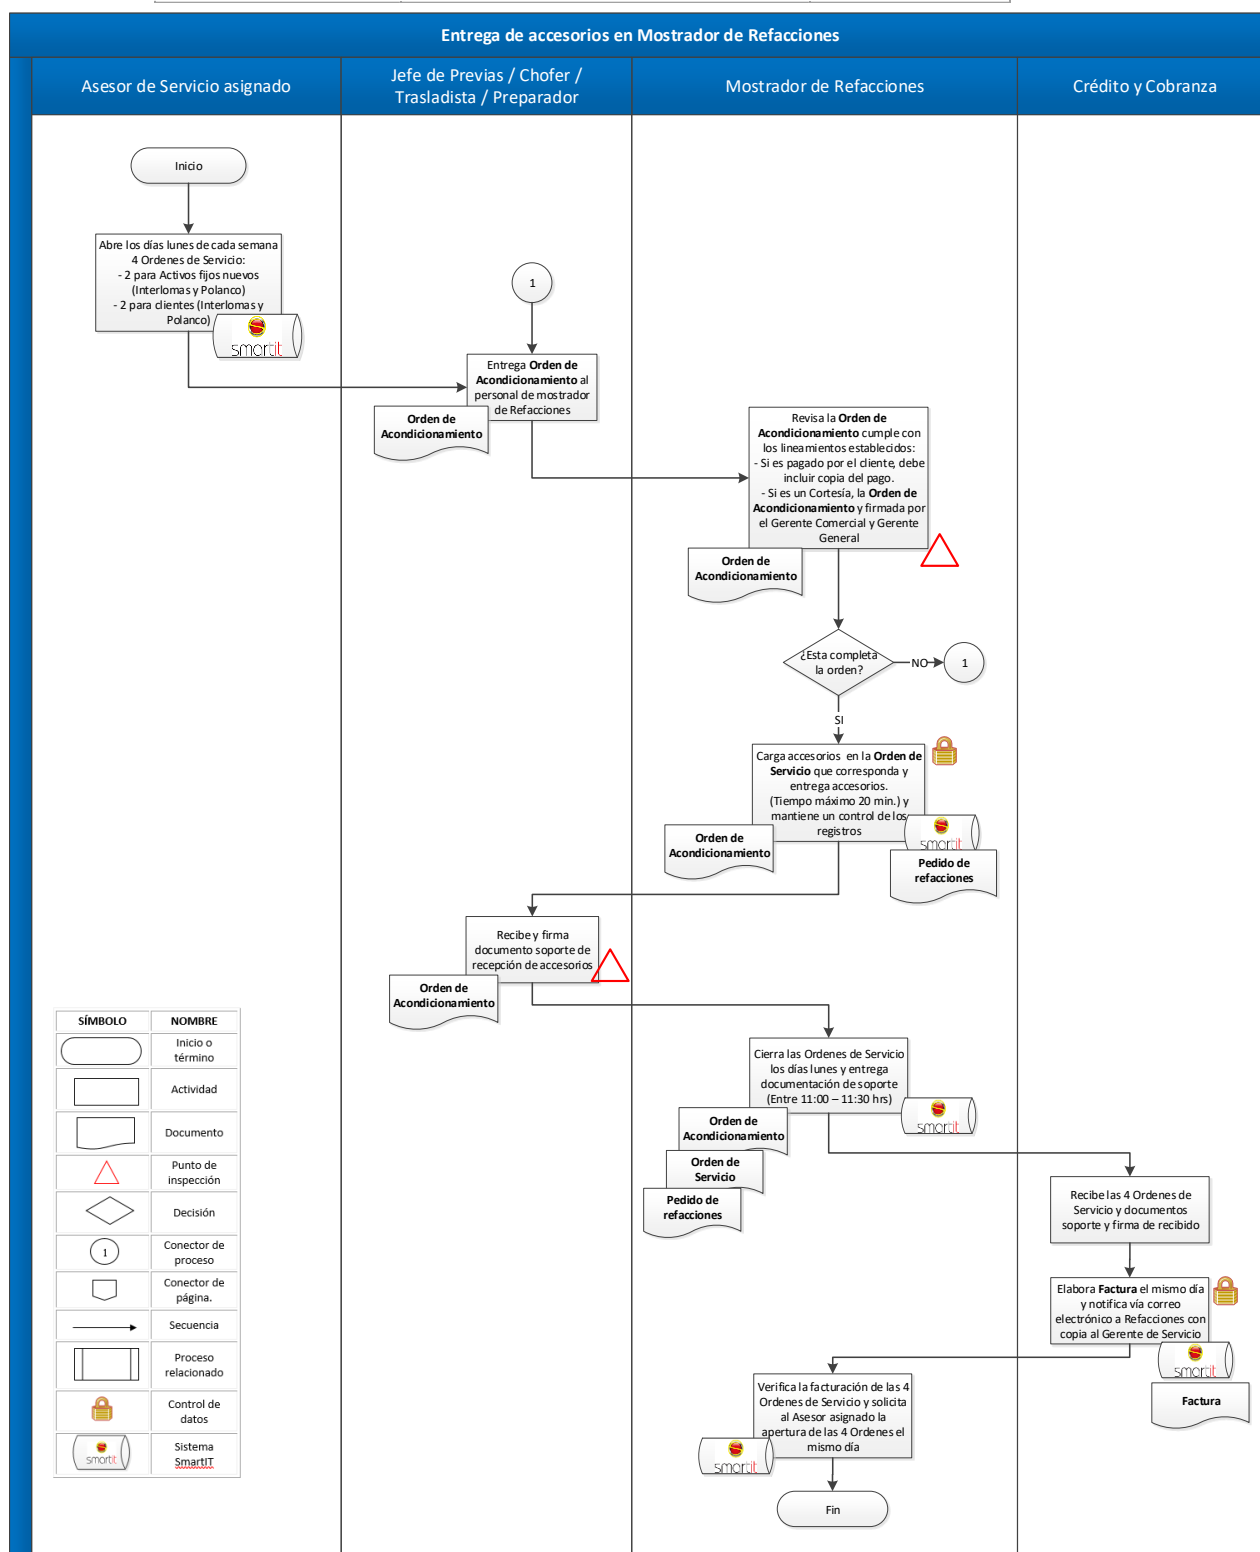 Entrega de accesorios en Mostrador de Refacciones
Asesor de Servicio asignado
Jefe de Previas / Chofer /
Trasladista / Preparador
Mostrador de Refacciones
Crédito y Cobranza
Inicio
Abre los días lunes de cada semana
4 Ordenes de Servicio:
- 2 para Activos fijos nuevos
(Interlomas y Polanco)
- 2 para clientes (Interlomas y
Polanco)
smartit
1
Entrega Orden de
Acondicionamiento al
personal de mostrador
de Refacciones
Orden de
Acondicionamiento
Revisa la Orden de
Acondicionamiento cumple con
los lineamientos establecidos:
- Si es pagado por el cliente, debe
incluir copia del pago.
- Si es un Cortesía, la Orden de
Acondicionamiento y firmada por
el Gerente Comercial y Gerente
General
Orden de
Acondicionamiento
¿Esta completa
la orden?
NO
1
SI
Carga accesorios en la Orden de
Servicio que corresponda y
entrega accesorios.
(Tiempo máximo 20 min.) y
mantiene un control de los
registros
smartit
Orden de
Acondicionamiento
Pedido de
refacciones
Recibe y firma
documento soporte de
recepción de accesorios
Orden de
Acondicionamiento
Cierra las Ordenes de Servicio
los días lunes y entrega
documentación de soporte
(Entre 11:00 – 11:30 hrs)
smartit
Orden de
Acondicionamiento
Orden de
Servicio
Pedido de
refacciones
Recibe las 4 Ordenes de
Servicio y documentos
soporte y firma de recibido
Elabora Factura el mismo día
y notifica vía correo
electrónico a Refacciones con
copia al Gerente de Servicio
smartit
Factura
Verifica la facturación de las 4
Ordenes de Servicio y solicita
al Asesor asignado la
apertura de las 4 Ordenes el
mismo día
smartit
Fin
SÍMBOLO NOMBRE
Inicio o
término
Actividad
Documento
Punto de
inspección
Decisión
1 Conector de
proceso
Conector de
página.
Secuencia
Proceso
relacionado
Control de
datos
smartit Sistema
SmartIT